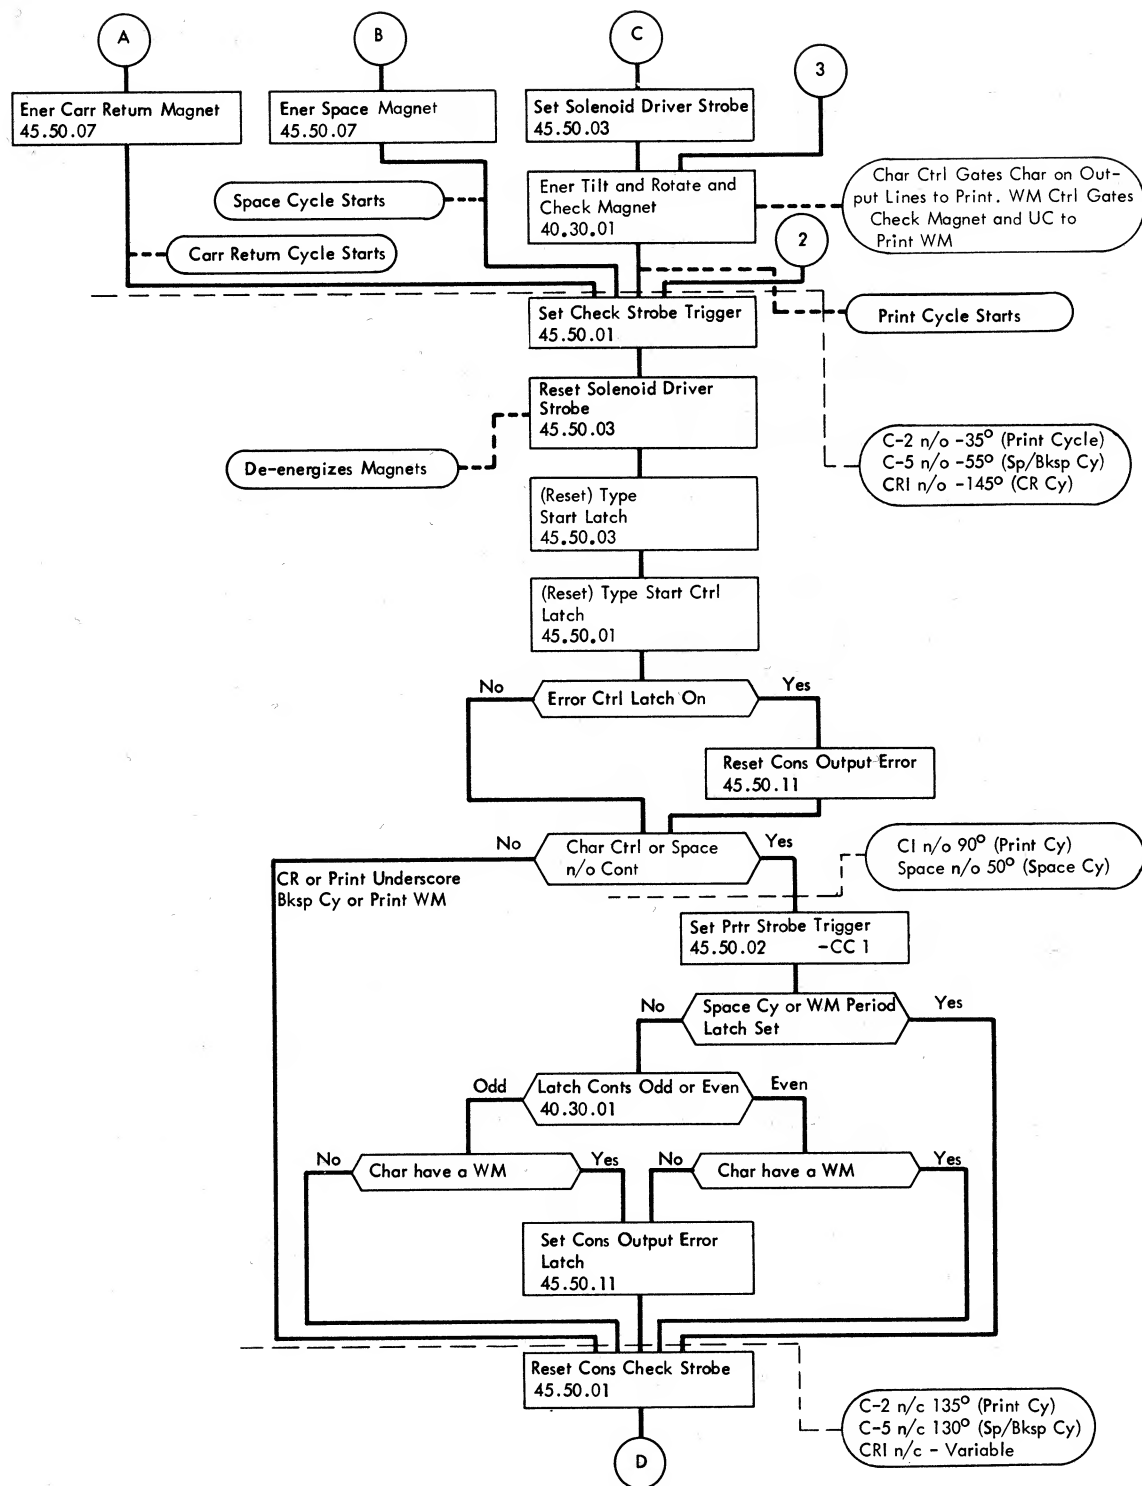 A
B
C
3
Ener Carr Return Magnet
45.50.07
Ener Space Magnet
45.50.07
Set Solenoid Driver Strobe
45.50.03
Space Cycle Starts
Ener Tilt and Rotate and
Check Magnet
40.30.01
Char Ctrl Gates Char on Out-
put Lines to Print. WM Ctrl Gates
Check Magnet and UC to
Print WM
Carr Return Cycle Starts
2
Set Check Strobe Trigger
45.50.01
Print Cycle Starts
Reset Solenoid Driver
Strobe
45.50.03
De-energizes Magnets
C-2 n/o -35° (Print Cycle)
C-5 n/o -55° (Sp/Bksp Cy)
CRI n/o -145° (CR Cy)
(Reset) Type
Start Latch
45.50.03
(Reset) Type Start Ctrl
Latch
45.50.01
No
Error Ctrl Latch On
Yes
Reset Cons Output Error
45.50.11
No
Char Ctrl or Space
n/o Cont
Yes
CI n/o 90° (Print Cy)
Space n/o 50° (Space Cy)
CR or Print Underscore
Bksp Cy or Print WM
Set Prtr Strobe Trigger
45.50.02 -CC 1
No
Space Cy or WM Period
Latch Set
Yes
Odd
Latch Conts Odd or Even
40.30.01
Even
No
Char have a WM
Yes
No
Char have a WM
Yes
Set Cons Output Error
Latch
45.50.11
Reset Cons Check Strobe
45.50.01
C-2 n/c 135° (Print Cy)
C-5 n/c 130° (Sp/Bksp Cy)
CRI n/c - Variable
D